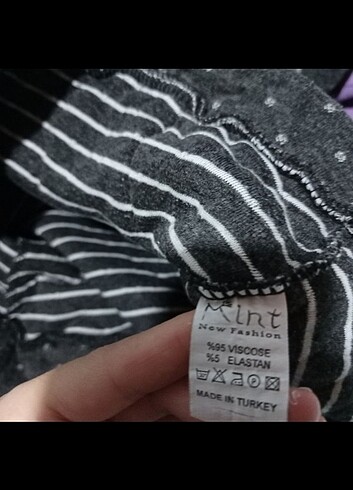 Mint
New Fashion
%95 VISCOSE
%5 ELASTAN
MADE IN TURKEY